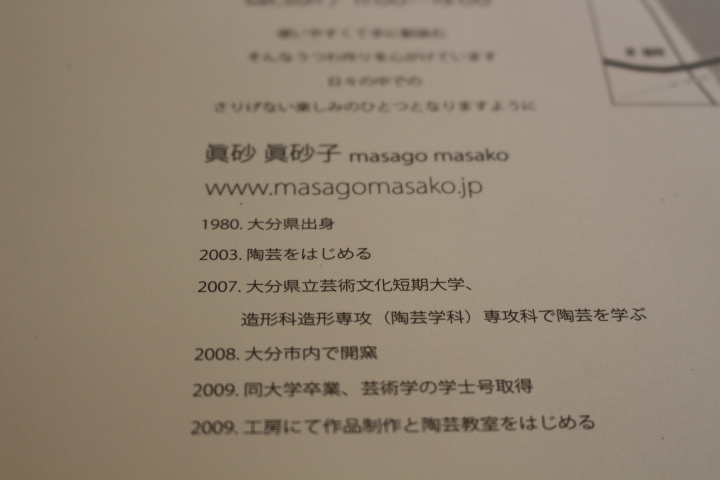 使いやすくて手に馴染む
そんなうつわ作りを心がけています
日々の中での
さりげない楽しみのひとつとなりますように
眞砂 眞砂子 masago masako
www.masagomasako.jp
1980. 大分県出身
2003. 陶芸をはじめる
2007. 大分県立芸術文化短期大学、
造形科造形専攻（陶芸学科）専攻科で陶芸を学ぶ
2008. 大分市内で開窯
2009. 同大学卒業、芸術学の学士号取得
2009. 工房にて作品制作と陶芸教室をはじめる